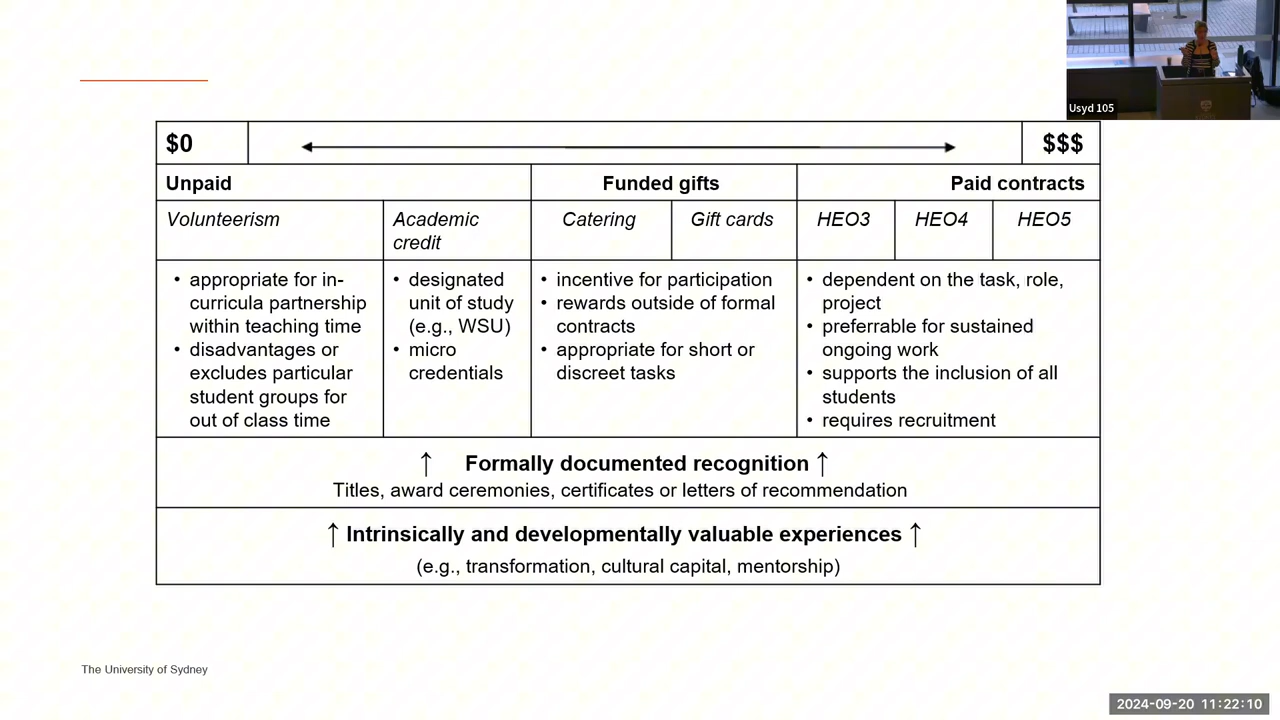 Usyd 105
$0
$$$
Unpaid
Funded gifts
Paid contracts
Volunteerism
Academic
credit
Catering
Gift cards
HEO3
HEO4
HEO5
• appropriate for in-
curricula partnership
within teaching time
• disadvantages or
excludes particular
student groups for
out of class time
• designated
unit of study
(e.g., WSU)
• micro
credentials
• incentive for participation
• rewards outside of formal
contracts
• appropriate for short or
discreet tasks
• dependent on the task, role,
project
• preferrable for sustained
ongoing work
• supports the inclusion of all
students
• requires recruitment
↑ Formally documented recognition ↑
Titles, award ceremonies, certificates or letters of recommendation
↑ Intrinsically and developmentally valuable experiences ↑
(e.g., transformation, cultural capital, mentorship)
The University of Sydney
2024-09-20 11:22:10